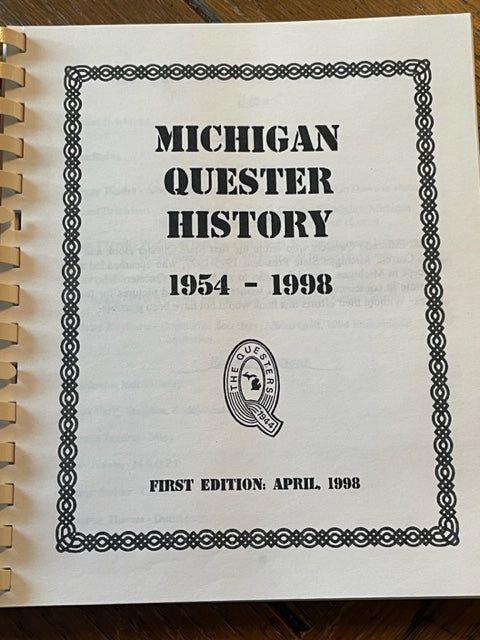 MICHIGAN
QUESTER
HISTORY
1954 - 1998
THE QUESTERS
1944
FIRST EDITION: APRIL, 1998